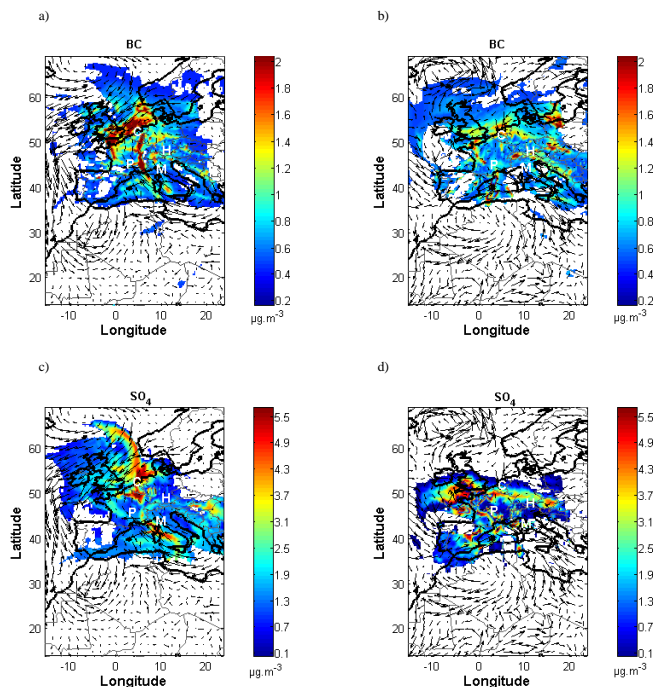 a)
BC
60
50
40
30
20
Latitude
-10 0 10 20
Longitude
H
M
2
1.8
1.6
1.4
1.2
1
0.8
0.6
0.4
0.2
µg.m⁻³
b)
BC
60
50
40
30
20
Latitude
-10 0 10 20
Longitude
H
P
M
2
1.8
1.6
1.4
1.2
1
0.8
0.6
0.4
0.2
µg.m⁻³
c)
SO₄
60
50
40
30
20
Latitude
-10 0 10 20
Longitude
C
H
P
M
5.5
4.9
4.3
3.7
3.1
2.5
1.9
1.3
0.7
0.1
µg.m⁻³
d)
SO₄
60
50
40
30
20
Latitude
-10 0 10 20
Longitude
H
P
M
5.5
4.9
4.3
3.7
3.1
2.5
1.9
1.3
0.7
0.1
µg.m⁻³